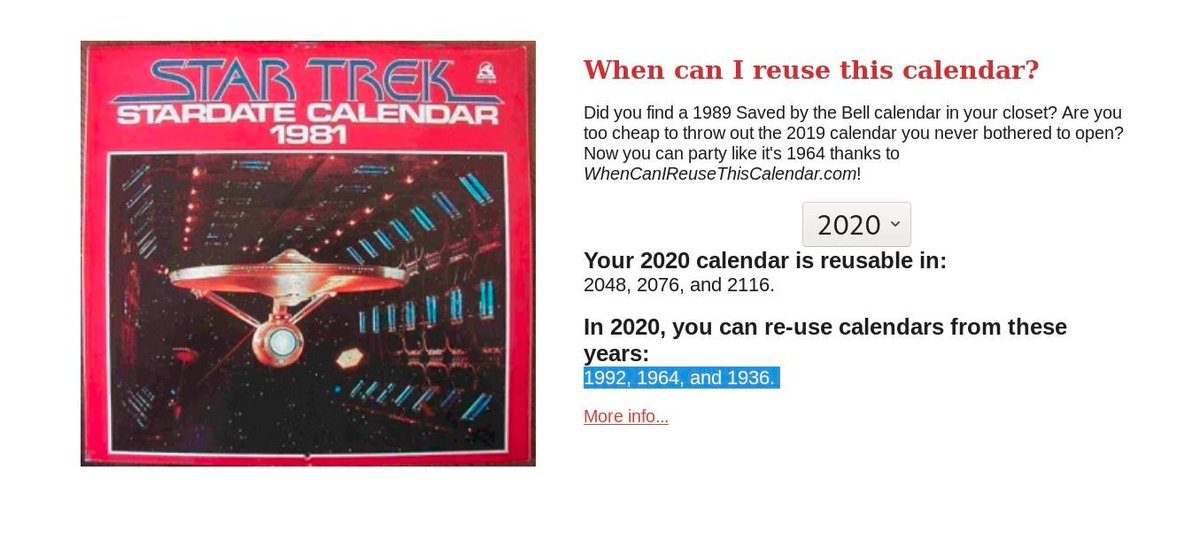 STAR TREK
STARDATE CALENDAR
1981
When can I reuse this calendar?
Did you find a 1989 Saved by the Bell calendar in your closet? Are you
too cheap to throw out the 2019 calendar you never bothered to open?
Now you can party like it's 1964 thanks to
WhenCanIReuseThisCalendar.com!
2020
Your 2020 calendar is reusable in:
2048, 2076, and 2116.
In 2020, you can re-use calendars from these
years:
1992, 1964, and 1936.
More info...